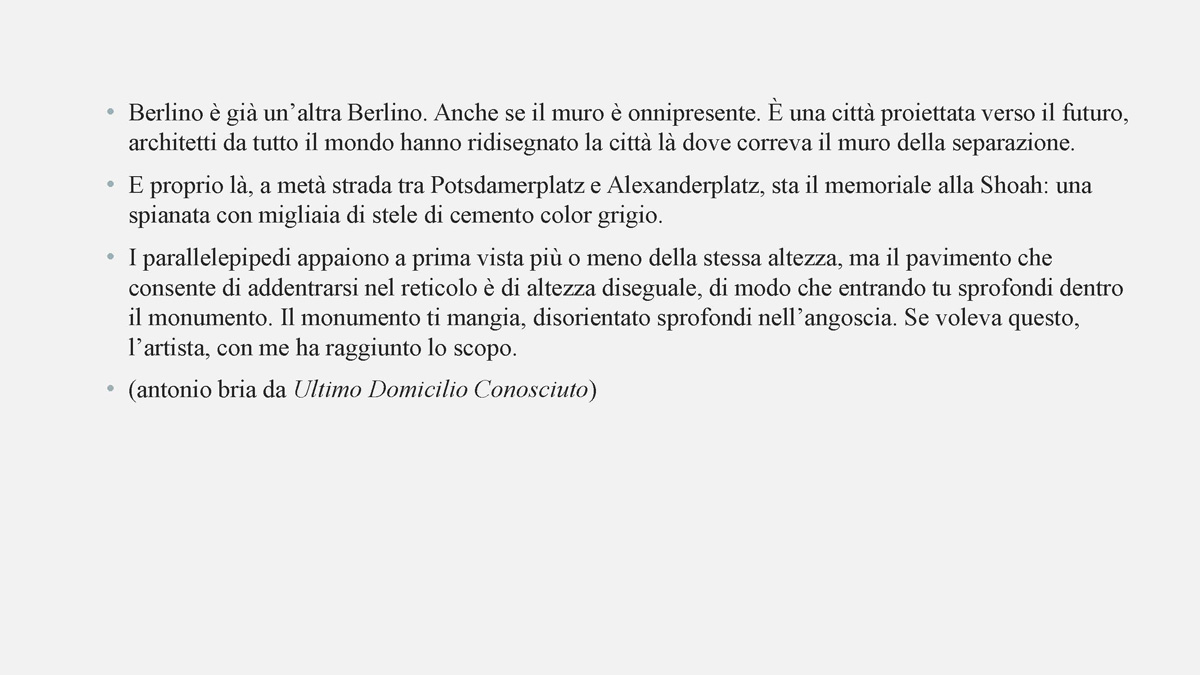 • Berlino è già un’altra Berlino. Anche se il muro è onnipresente. È una città proiettata verso il futuro,
architetti da tutto il mondo hanno ridisegnato la città là dove correva il muro della separazione.
• E proprio là, a metà strada tra Potsdamerplatz e Alexanderplatz, sta il memoriale alla Shoah: una
spianata con migliaia di stele di cemento color grigio.
• I parallelepipedi appaiono a prima vista più o meno della stessa altezza, ma il pavimento che
consente di addentrarsi nel reticolo è di altezza diseguale, di modo che entrando tu sprofondi dentro
il monumento. Il monumento ti mangia, disorientato sprofondi nell’angoscia. Se voleva questo,
l’artista, con me ha raggiunto lo scopo.
• (antonio bria da Ultimo Domicilio Conosciuto)